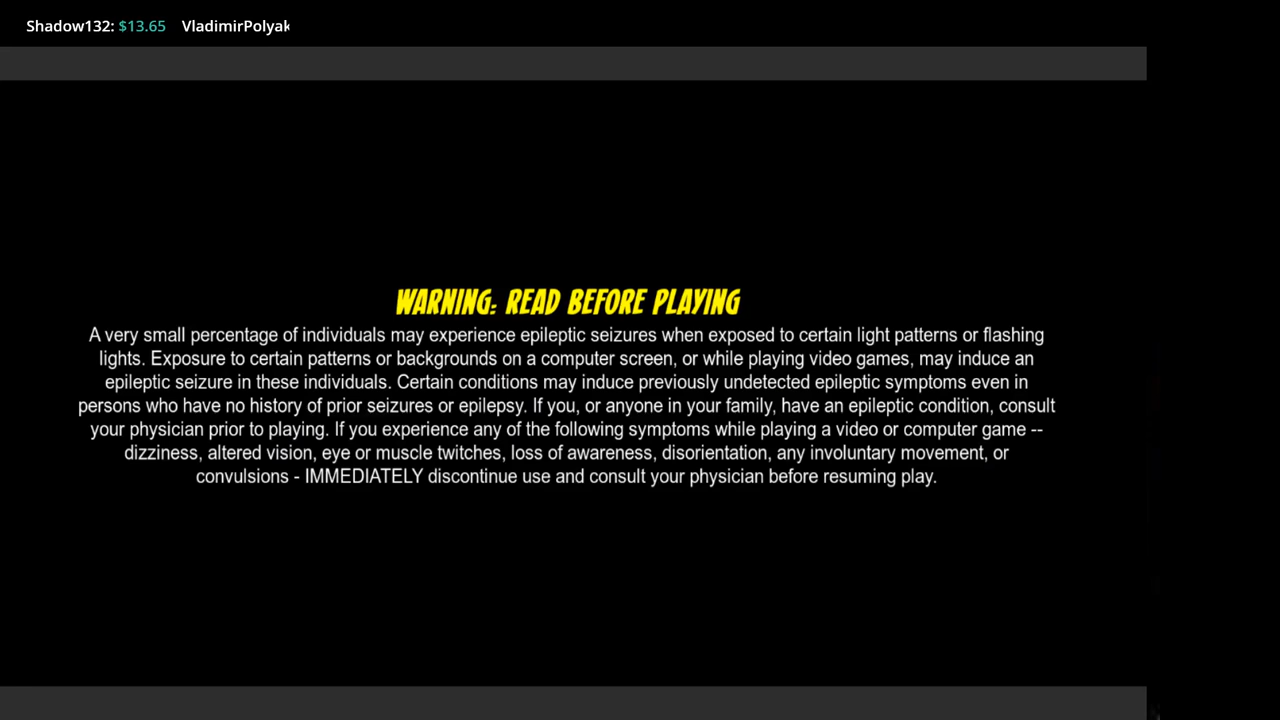 Shadow132: $13.65 VladimirPolyak
WARNING: READ BEFORE PLAYING
A very small percentage of individuals may experience epileptic seizures when exposed to certain light patterns or flashing
lights. Exposure to certain patterns or backgrounds on a computer screen, or while playing video games, may induce an
epileptic seizure in these individuals. Certain conditions may induce previously undetected epileptic symptoms even in
persons who have no history of prior seizures or epilepsy. If you, or anyone in your family, have an epileptic condition, consult
your physician prior to playing. If you experience any of the following symptoms while playing a video or computer game --
dizziness, altered vision, eye or muscle twitches, loss of awareness, disorientation, any involuntary movement, or
convulsions - IMMEDIATELY discontinue use and consult your physician before resuming play.